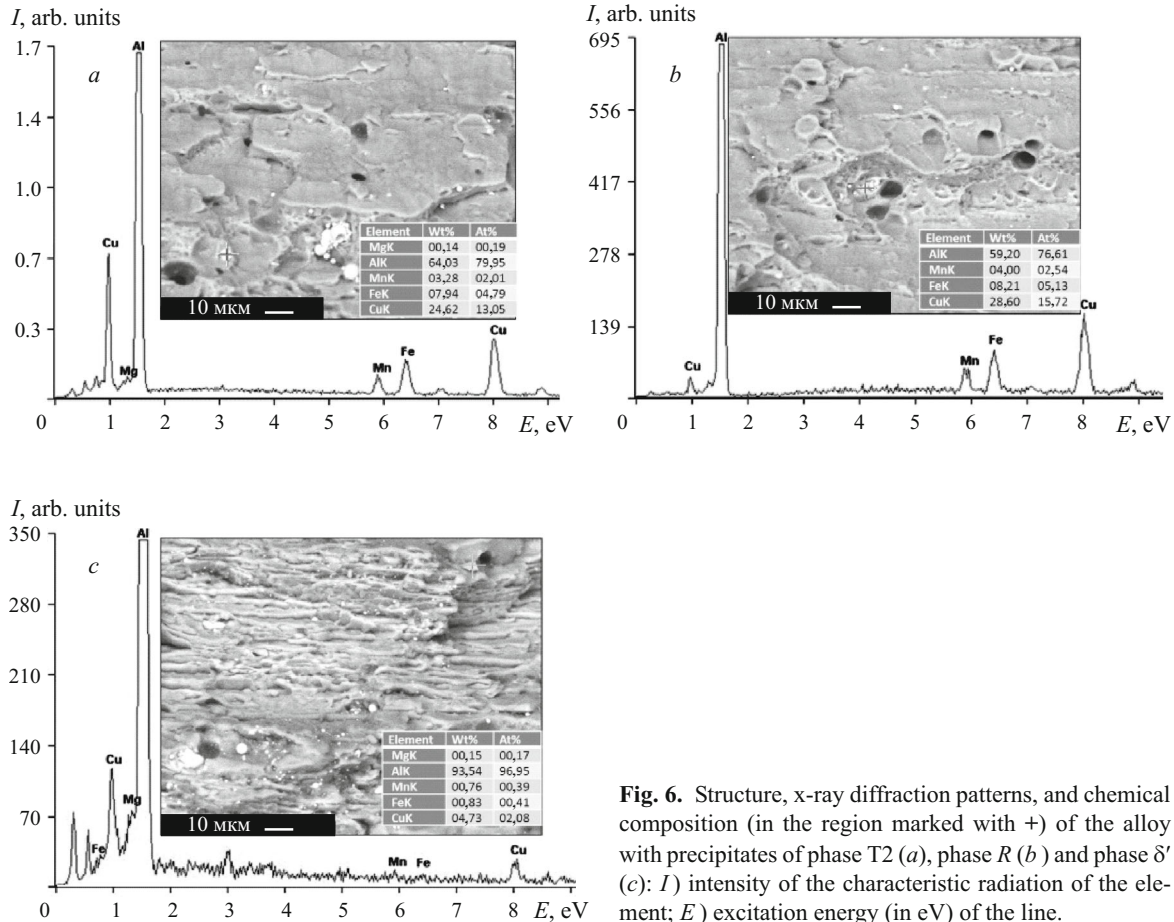 I, arb. units
1.7
1.4
1.0
0.7
0.3
0
a
Al
Cu
Mg
Mn
Fe
Cu
Element Wt% At%
MgK 00,14 00,19
AlK 64,03 79,95
MnK 03,28 02,01
FeK 07,94 04,79
CuK 24,62 13,05
10 мкм
1 2 3 4 5 6 7 8 E, eV
I, arb. units
695
556
417
278
139
0
b
Al
Cu
Mn
Fe
Cu
Element Wt% At%
AlK 59,20 76,61
MnK 04,00 02,54
FeK 08,21 05,13
CuK 28,60 15,72
10 мкм
1 2 3 4 5 6 7 8 E, eV
I, arb. units
350
280
210
140
70
0
c
Al
Cu
Mg
Fe
Mn
Fe
Cu
Element Wt% At%
MgK 00,15 00,17
AlK 93,54 96,95
MnK 00,76 00,39
FeK 00,83 00,41
CuK 04,73 02,08
10 мкм
1 2 3 4 5 6 7 8 E, eV
Fig. 6. Structure, x-ray diffraction patterns, and chemical
composition (in the region marked with +) of the alloy
with precipitates of phase T2 (a), phase R (b) and phase δ′
(c): I) intensity of the characteristic radiation of the ele-
ment; E) excitation energy (in eV) of the line.